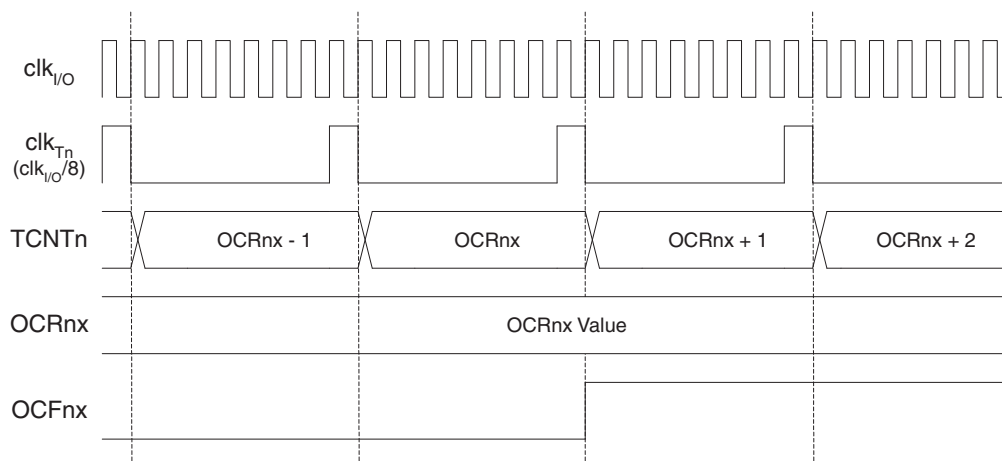 clkI/O
clkTn
(clkI/O/8)
TCNTn
OCRnx - 1
OCRnx
OCRnx + 1
OCRnx + 2
OCRnx
OCRnx Value
OCFnx